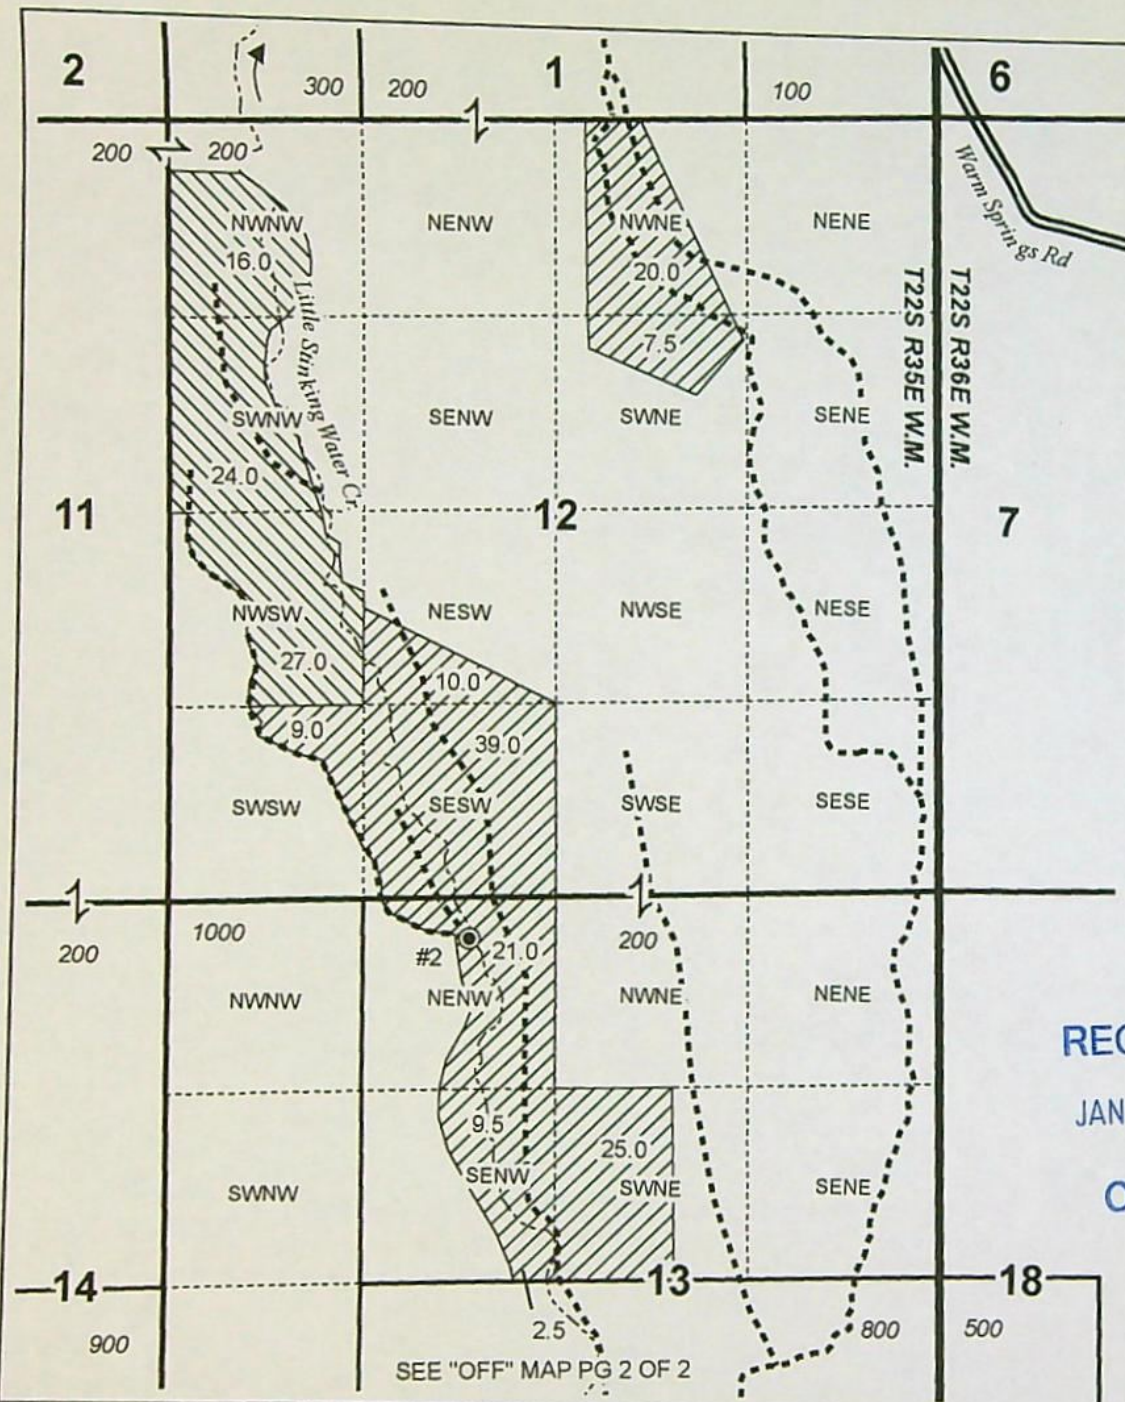 2
300
200
1
100
6
200
200
Warm Springs Rd
NWNW
NENW
NWNE
NENE
16.0
20.0
Little Stinking Water Cr.
T22S R35E W.M.
T22S R36E W.M.
7.5
SWNW
SENW
SWNE
SENE
24.0
11
12
7
NWSW
NESW
NWSE
NESE
27.0
10.0
9.0
39.0
SWSW
SESW
SWSE
SESE
200
1000
#2
21.0
200
NWNW
NENW
NWNE
NENE
REC
JAN
9.5
25.0
SWNW
SENW
SWNE
SENE
14
13
18
900
2.5
800
500
SEE "OFF" MAP PG 2 OF 2